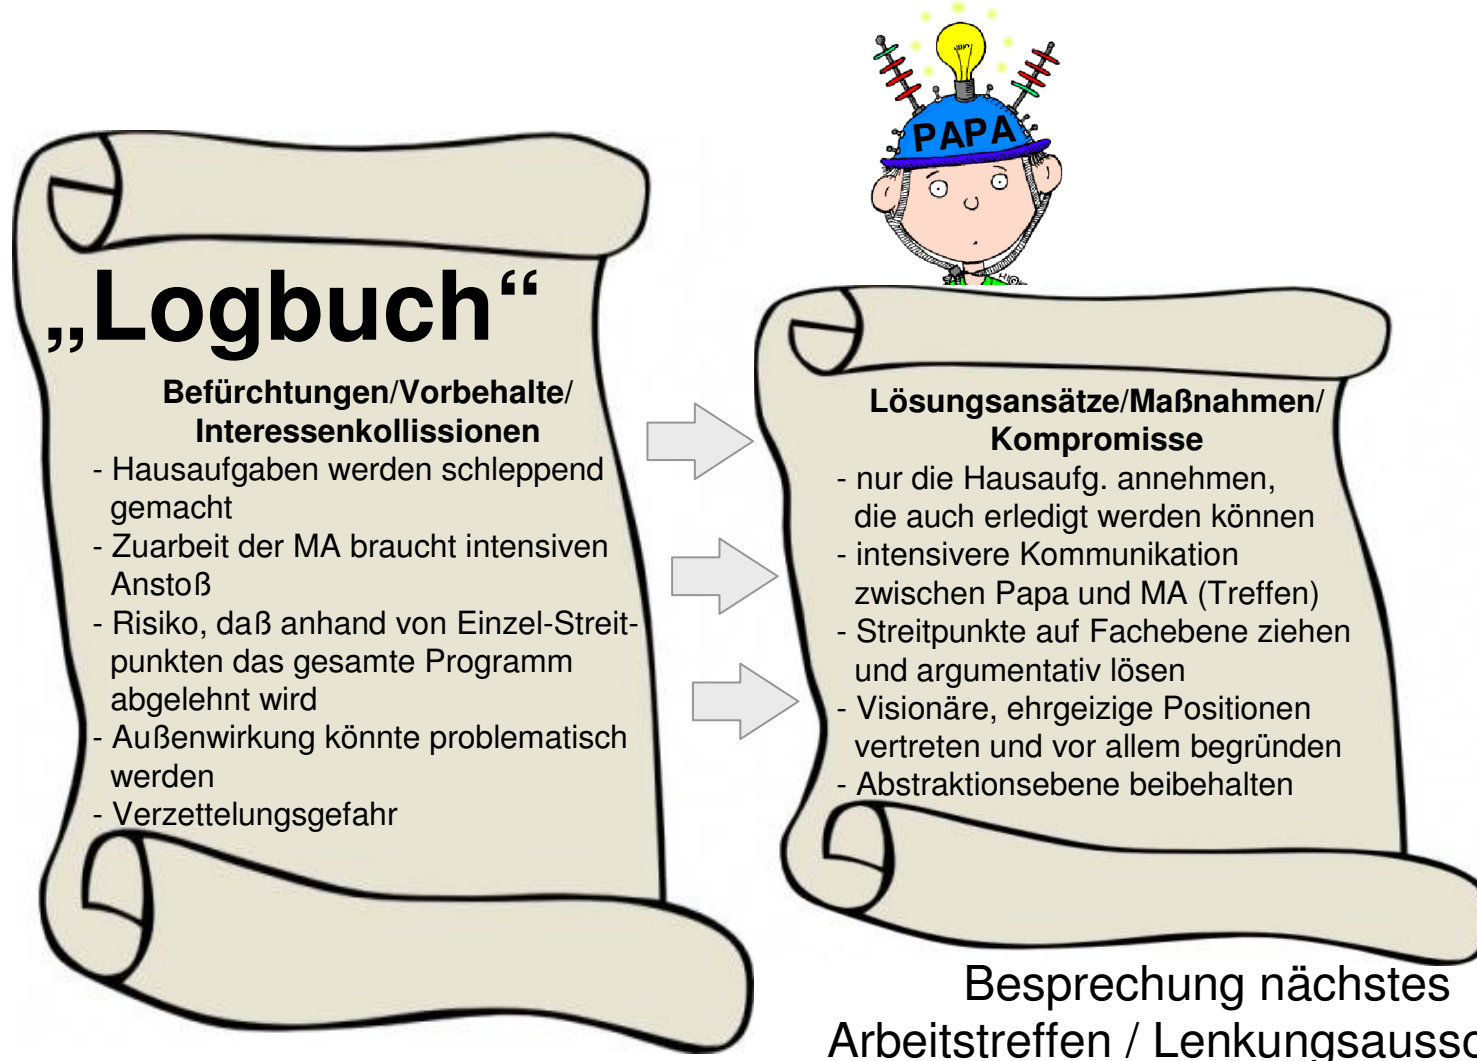 PAPA
„Logbuch“
Befürchtungen/Vorbehalte/
Interessenkollissionen
- Hausaufgaben werden schleppend
gemacht
- Zuarbeit der MA braucht intensiven
Anstoß
- Risiko, daß anhand von Einzel-Streit-
punkten das gesamte Programm
abgelehnt wird
- Außenwirkung könnte problematisch
werden
- Verzettelungsgefahr
Lösungsansätze/Maßnahmen/
Kompromisse
- nur die Hausaufg. annehmen,
die auch erledigt werden können
- intensivere Kommunikation
zwischen Papa und MA (Treffen)
- Streitpunkte auf Fachebene ziehen
und argumentativ lösen
- Visionäre, ehrgeizige Positionen
vertreten und vor allem begründen
- Abstraktionsebene beibehalten
Besprechung nächstes
Arbeitstreffen /